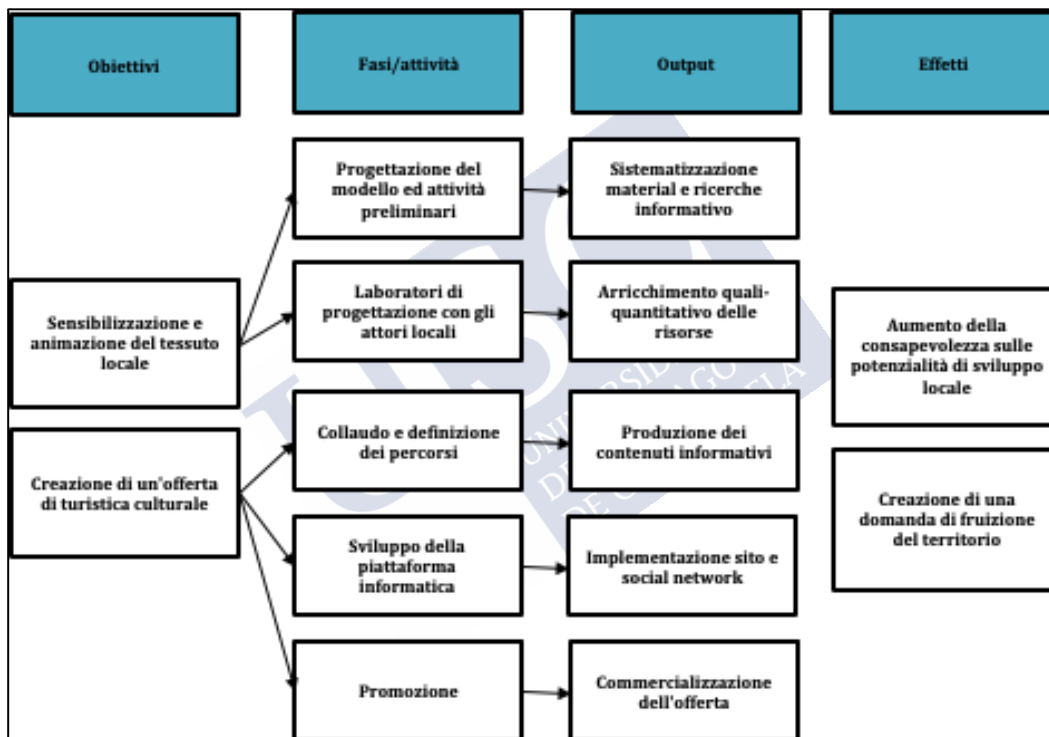 Obiettivi
Fasi/attività
Output
Effetti
Progettazione del
modello ed attività
preliminari
Sistematizzazione
material e ricerche
informativo
Sensibilizzazione e
animazione del tessuto
locale
Laboratori di
progettazione con gli
attori locali
Arricchimento quali-
quantitativo delle
risorse
Aumento della
consapevolezza sulle
potenzialità di sviluppo
locale
Creazione di un'offerta
di turistica culturale
Collaudo e definizione
dei percorsi
Produzione dei
contenuti informativi
Creazione di una
domanda di fruizione
del territorio
Sviluppo della
piattaforma
informatica
Implementazione sito e
social network
Promozione
Commercializzazione
dell'offerta